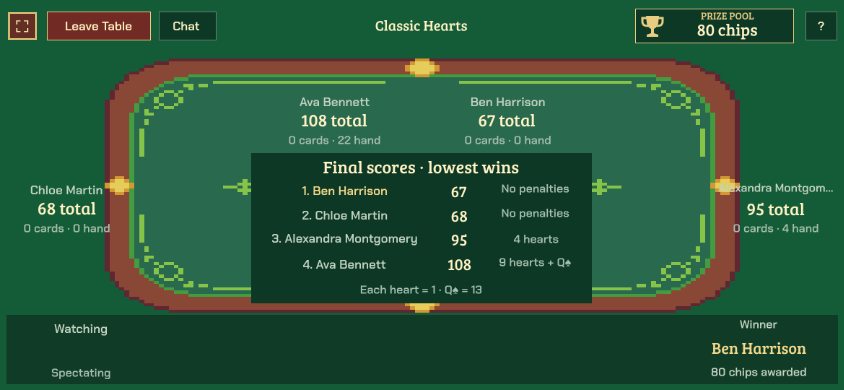 Leave Table
Chat
Classic Hearts
PRIZE POOL
80 chips
?
Ava Bennett
108 total
0 cards · 22 hand
Ben Harrison
67 total
0 cards · 0 hand
Chloe Martin
68 total
0 cards · 0 hand
Alexandra Montgom...
95 total
0 cards · 4 hand
Final scores · lowest wins
1. Ben Harrison 67 No penalties
2. Chloe Martin 68 No penalties
3. Alexandra Montgomery 95 4 hearts
4. Ava Bennett 108 9 hearts + Q♠
Each heart = 1 · Q♠ = 13
Watching
Spectating
Winner
Ben Harrison
80 chips awarded